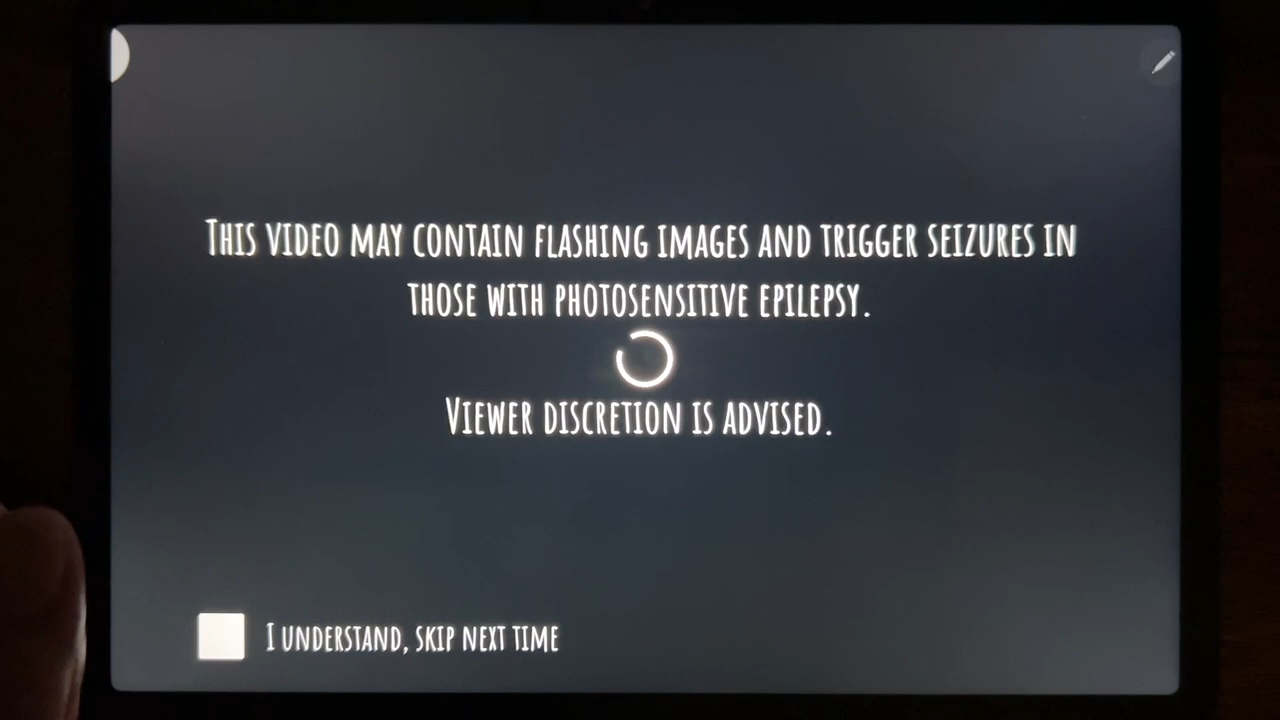 This video may contain flashing images and trigger seizures in
those with photosensitive epilepsy.
Viewer discretion is advised.
I understand, skip next time